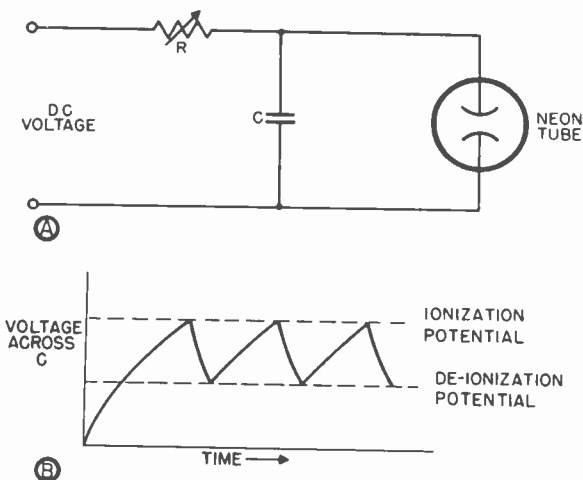 R
DC
VOLTAGE
C
NEON
TUBE
A
VOLTAGE
ACROSS
C
IONIZATION
POTENTIAL
DE-IONIZATION
POTENTIAL
TIME
B